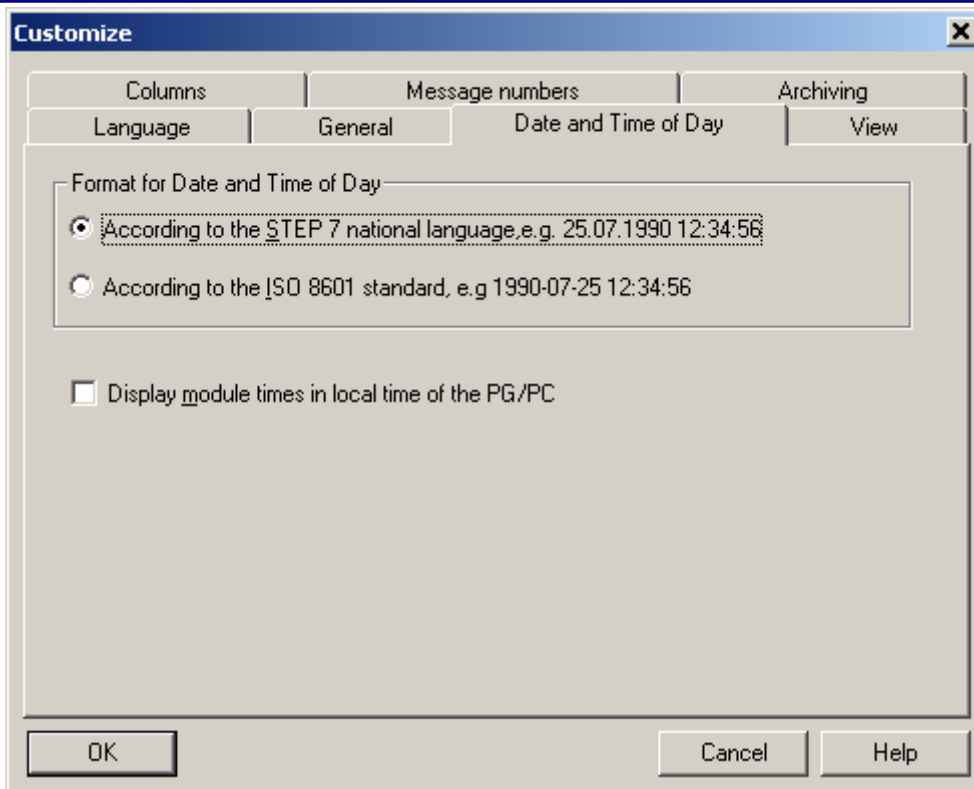 Customize
Columns
Message numbers
Archiving
Language
General
Date and Time of Day
View
Format for Date and Time of Day
According to the STEP 7 national language,e.g. 25.07.1990 12:34:56
According to the ISO 8601 standard, e.g 1990-07-25 12:34:56
Display module times in local time of the PG/PC
OK
Cancel
Help